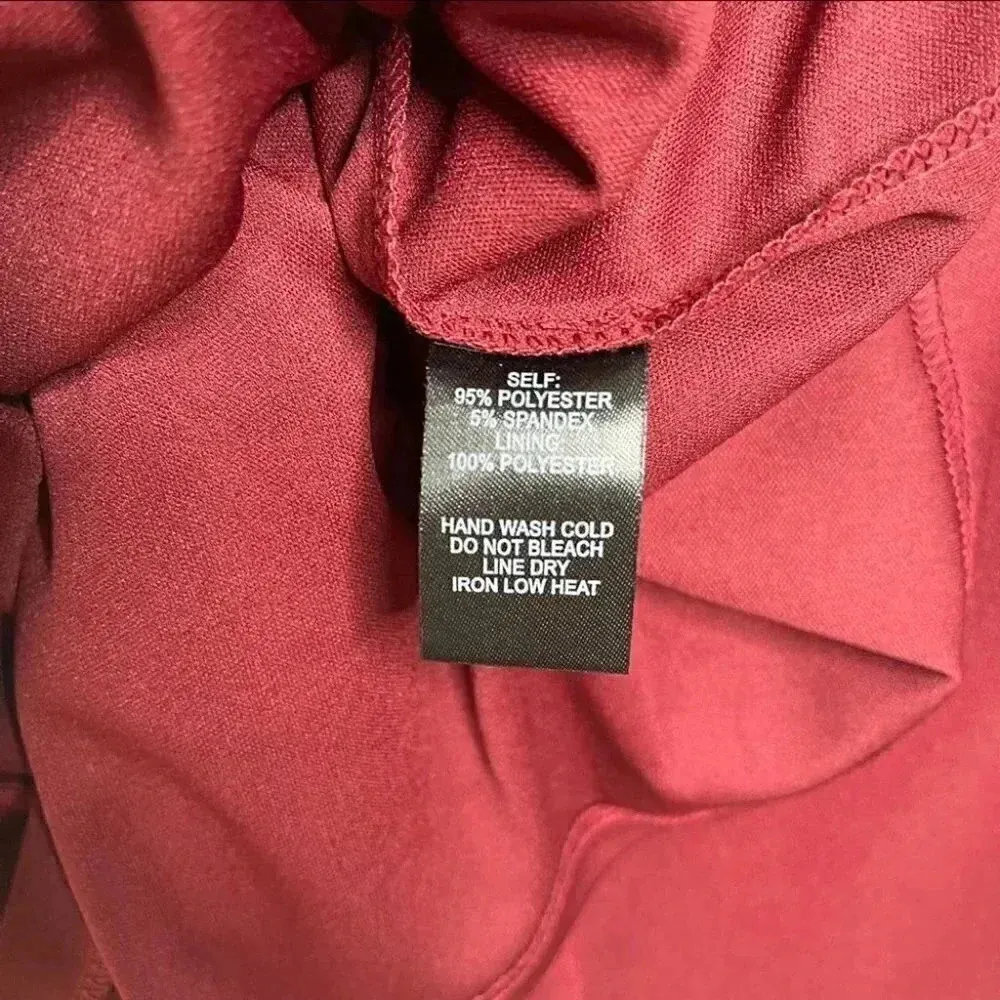 SELF:
95% POLYESTER
5% SPANDEX
LINING
100% POLYESTER
HAND WASH COLD
DO NOT BLEACH
LINE DRY
IRON LOW HEAT